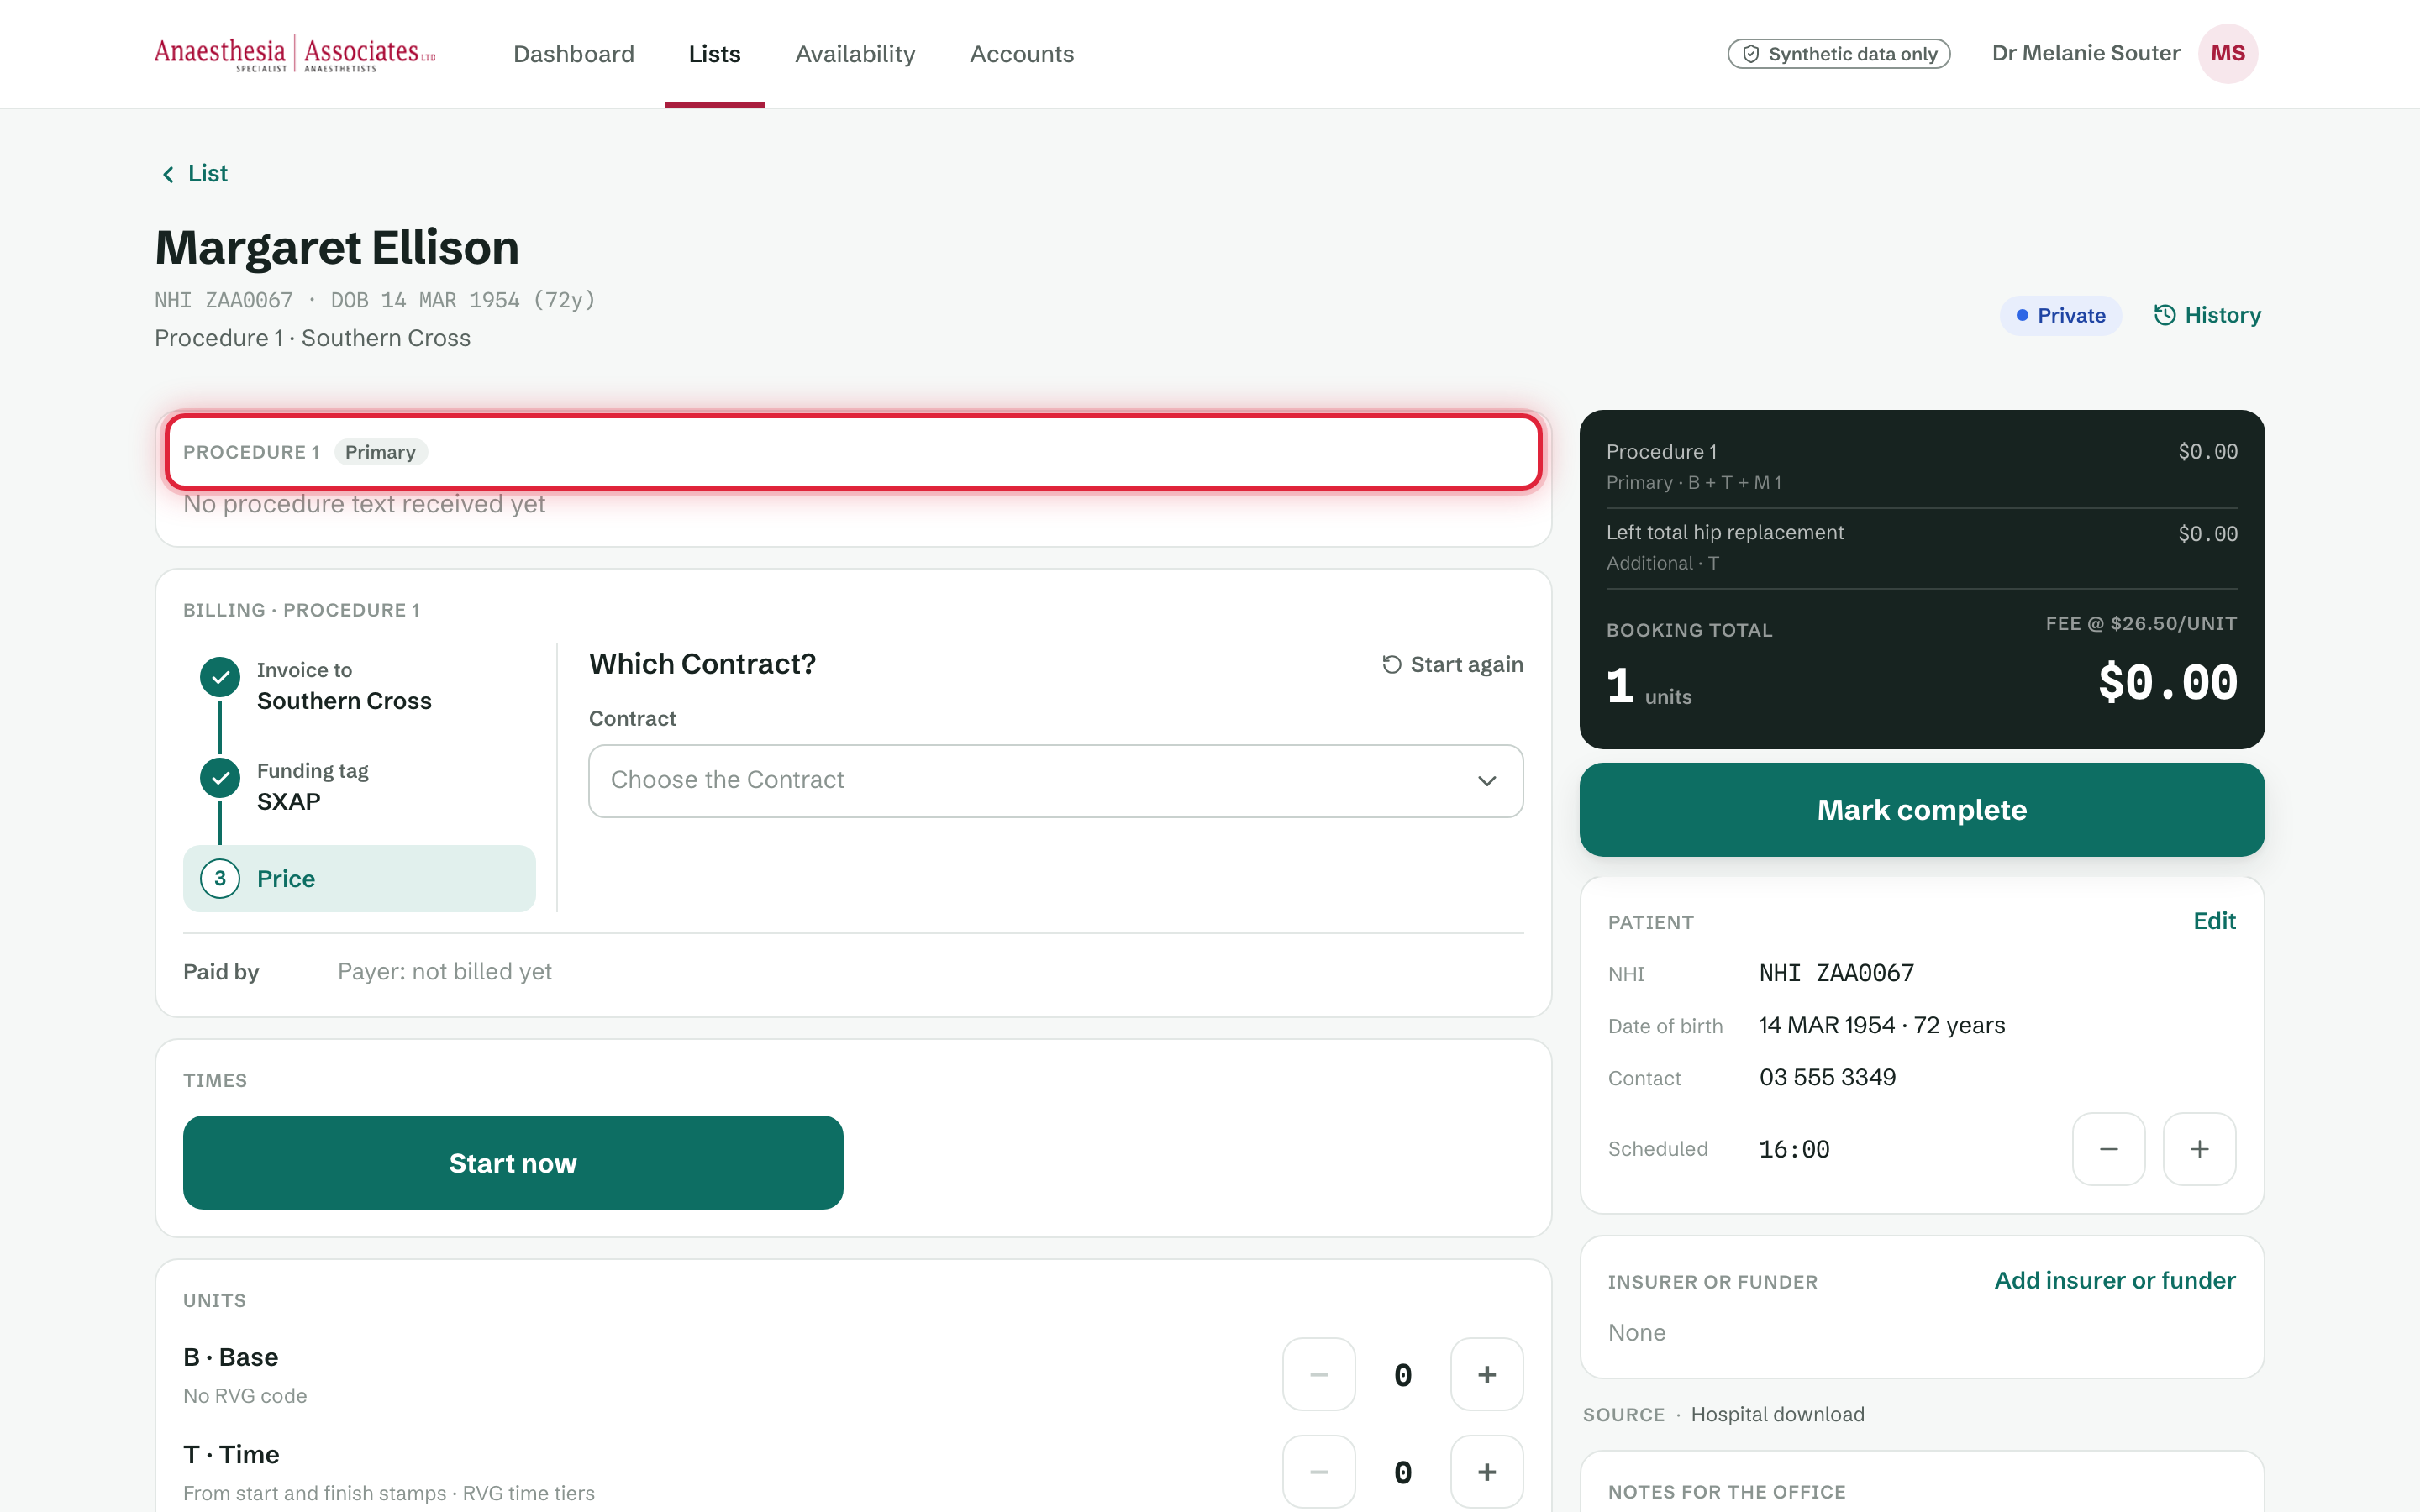 Anaesthesia | Associates LTD
SPECIALIST ANAESTHETISTS
Dashboard
Lists
Availability
Accounts
Synthetic data only
Dr Melanie Souter
MS
List
Margaret Ellison
NHI ZAA0067 · DOB 14 MAR 1954 (72y)
Procedure 1 · Southern Cross
Private
History
PROCEDURE 1
Primary
No procedure text received yet
BILLING · PROCEDURE 1
Invoice to
Southern Cross
Funding tag
SXAP
3
Price
Which Contract?
Start again
Contract
Choose the Contract
Paid by
Payer: not billed yet
TIMES
Start now
UNITS
B · Base
No RVG code
0
T · Time
From start and finish stamps · RVG time tiers
0
Procedure 1
$0.00
Primary · B + T + M 1
Left total hip replacement
$0.00
Additional · T
BOOKING TOTAL
FEE @ $26.50/UNIT
1 units
$0.00
Mark complete
PATIENT
Edit
NHI
NHI ZAA0067
Date of birth
14 MAR 1954 · 72 years
Contact
03 555 3349
Scheduled
16:00
INSURER OR FUNDER
Add insurer or funder
None
SOURCE · Hospital download
NOTES FOR THE OFFICE